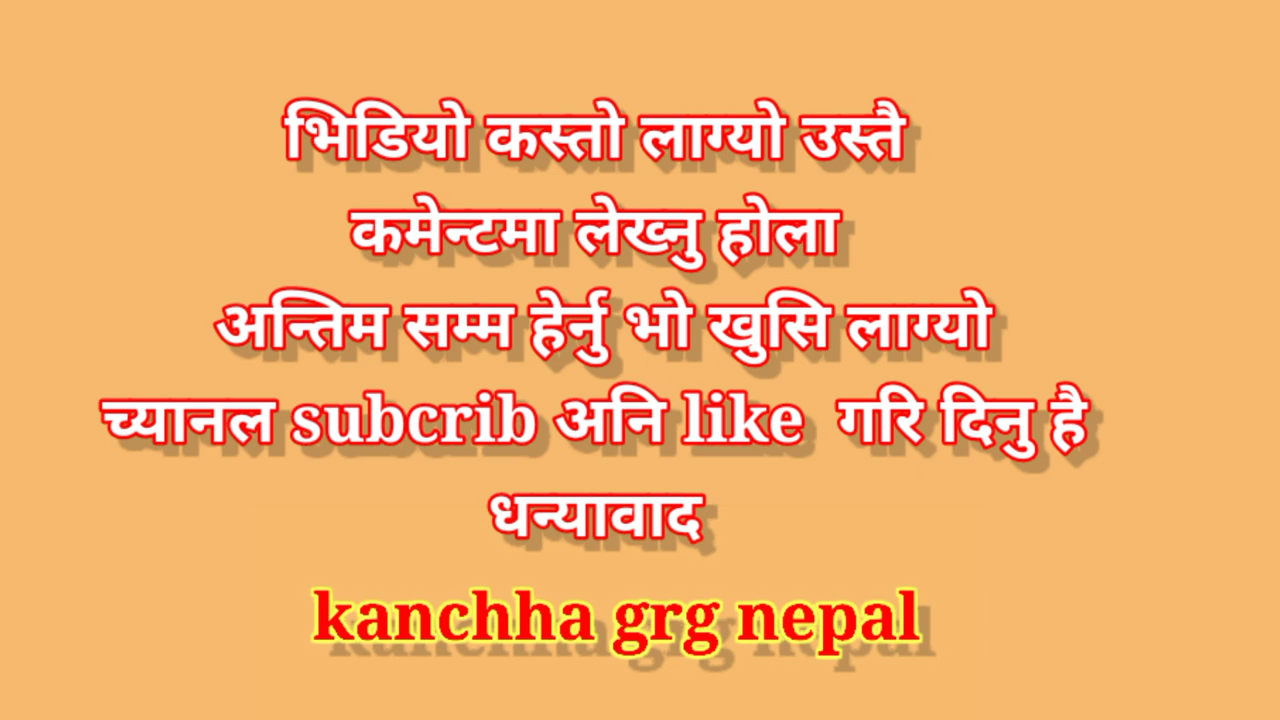 भिडियो कस्तो लाग्यो उस्तै
कमेन्टमा लेख्नु होला
अन्तिम सम्म हेर्नु भो खुसि लाग्यो
च्यानल subcrib अनि like गरि दिनु है
धन्यावाद
kanchha grg nepal